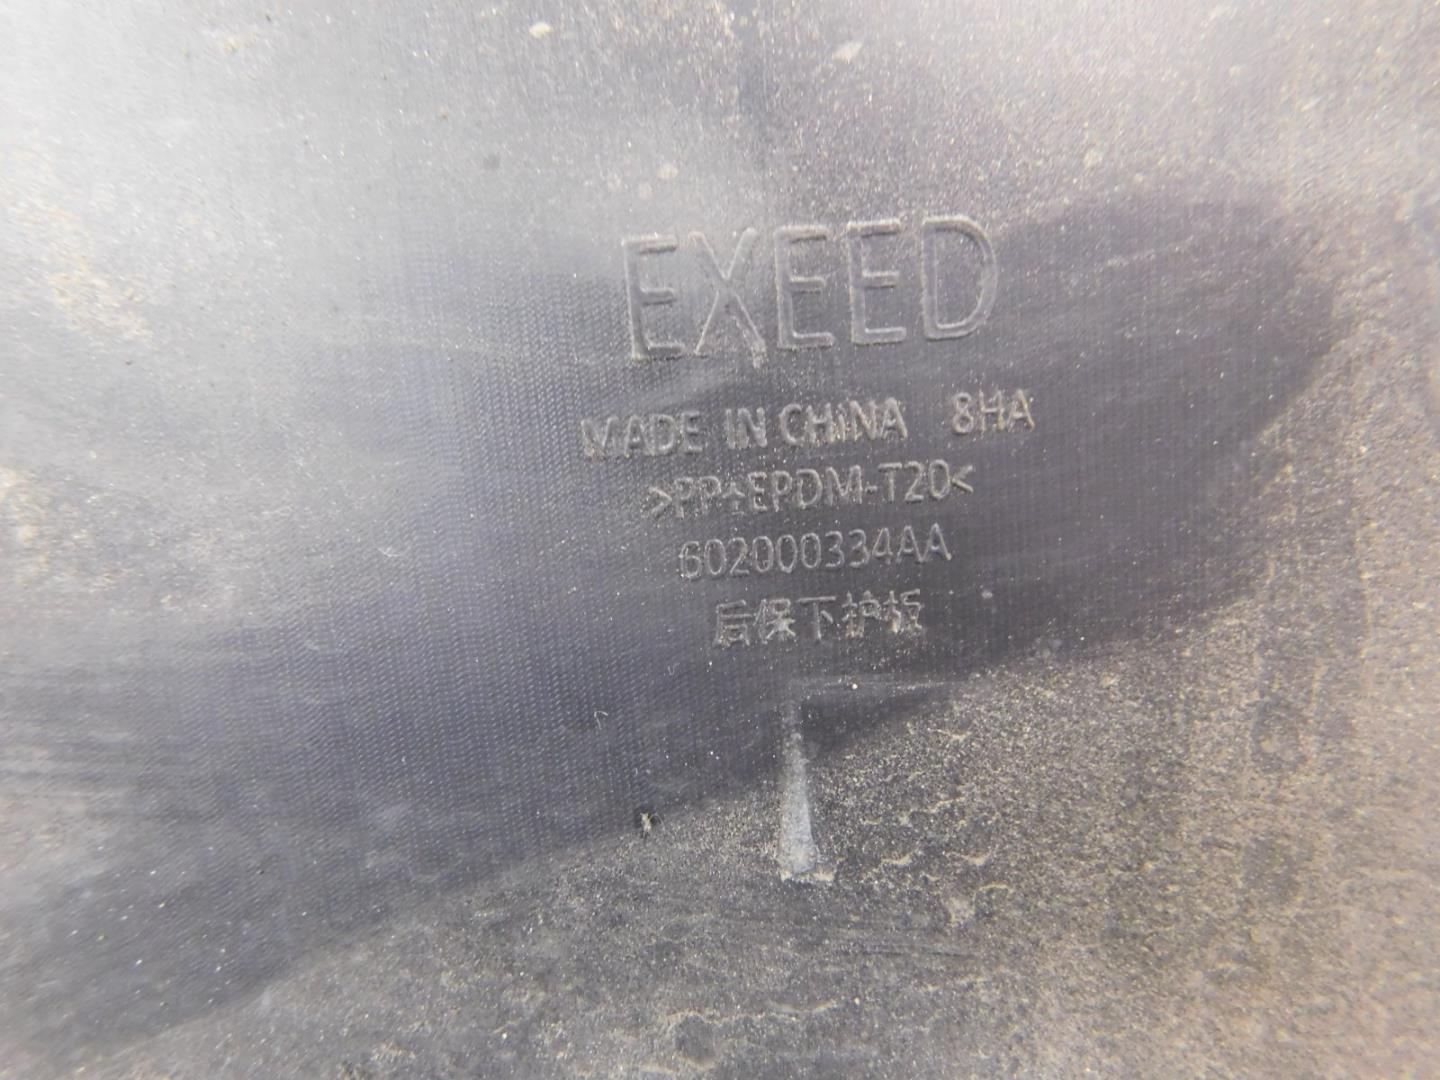 EXEED
MADE IN CHINA 8HA
>PP+EPDM-T20<
602000334AA
后保下护板